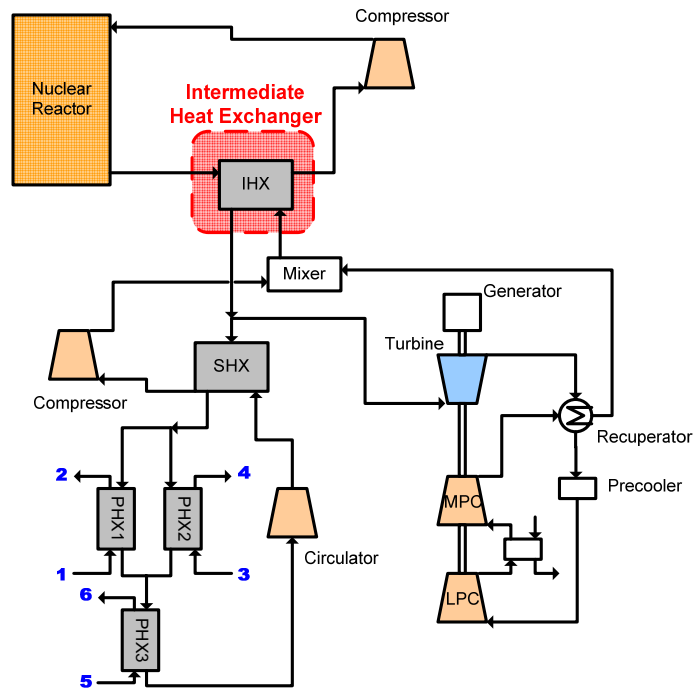 Compressor
Nuclear
Reactor
Intermediate
Heat Exchanger
IHX
Mixer
Generator
Turbine
SHX
Compressor
Recuperator
2
4
PHX1
PHX2
Precooler
MPC
Circulator
1
3
6
LPC
PHX3
5